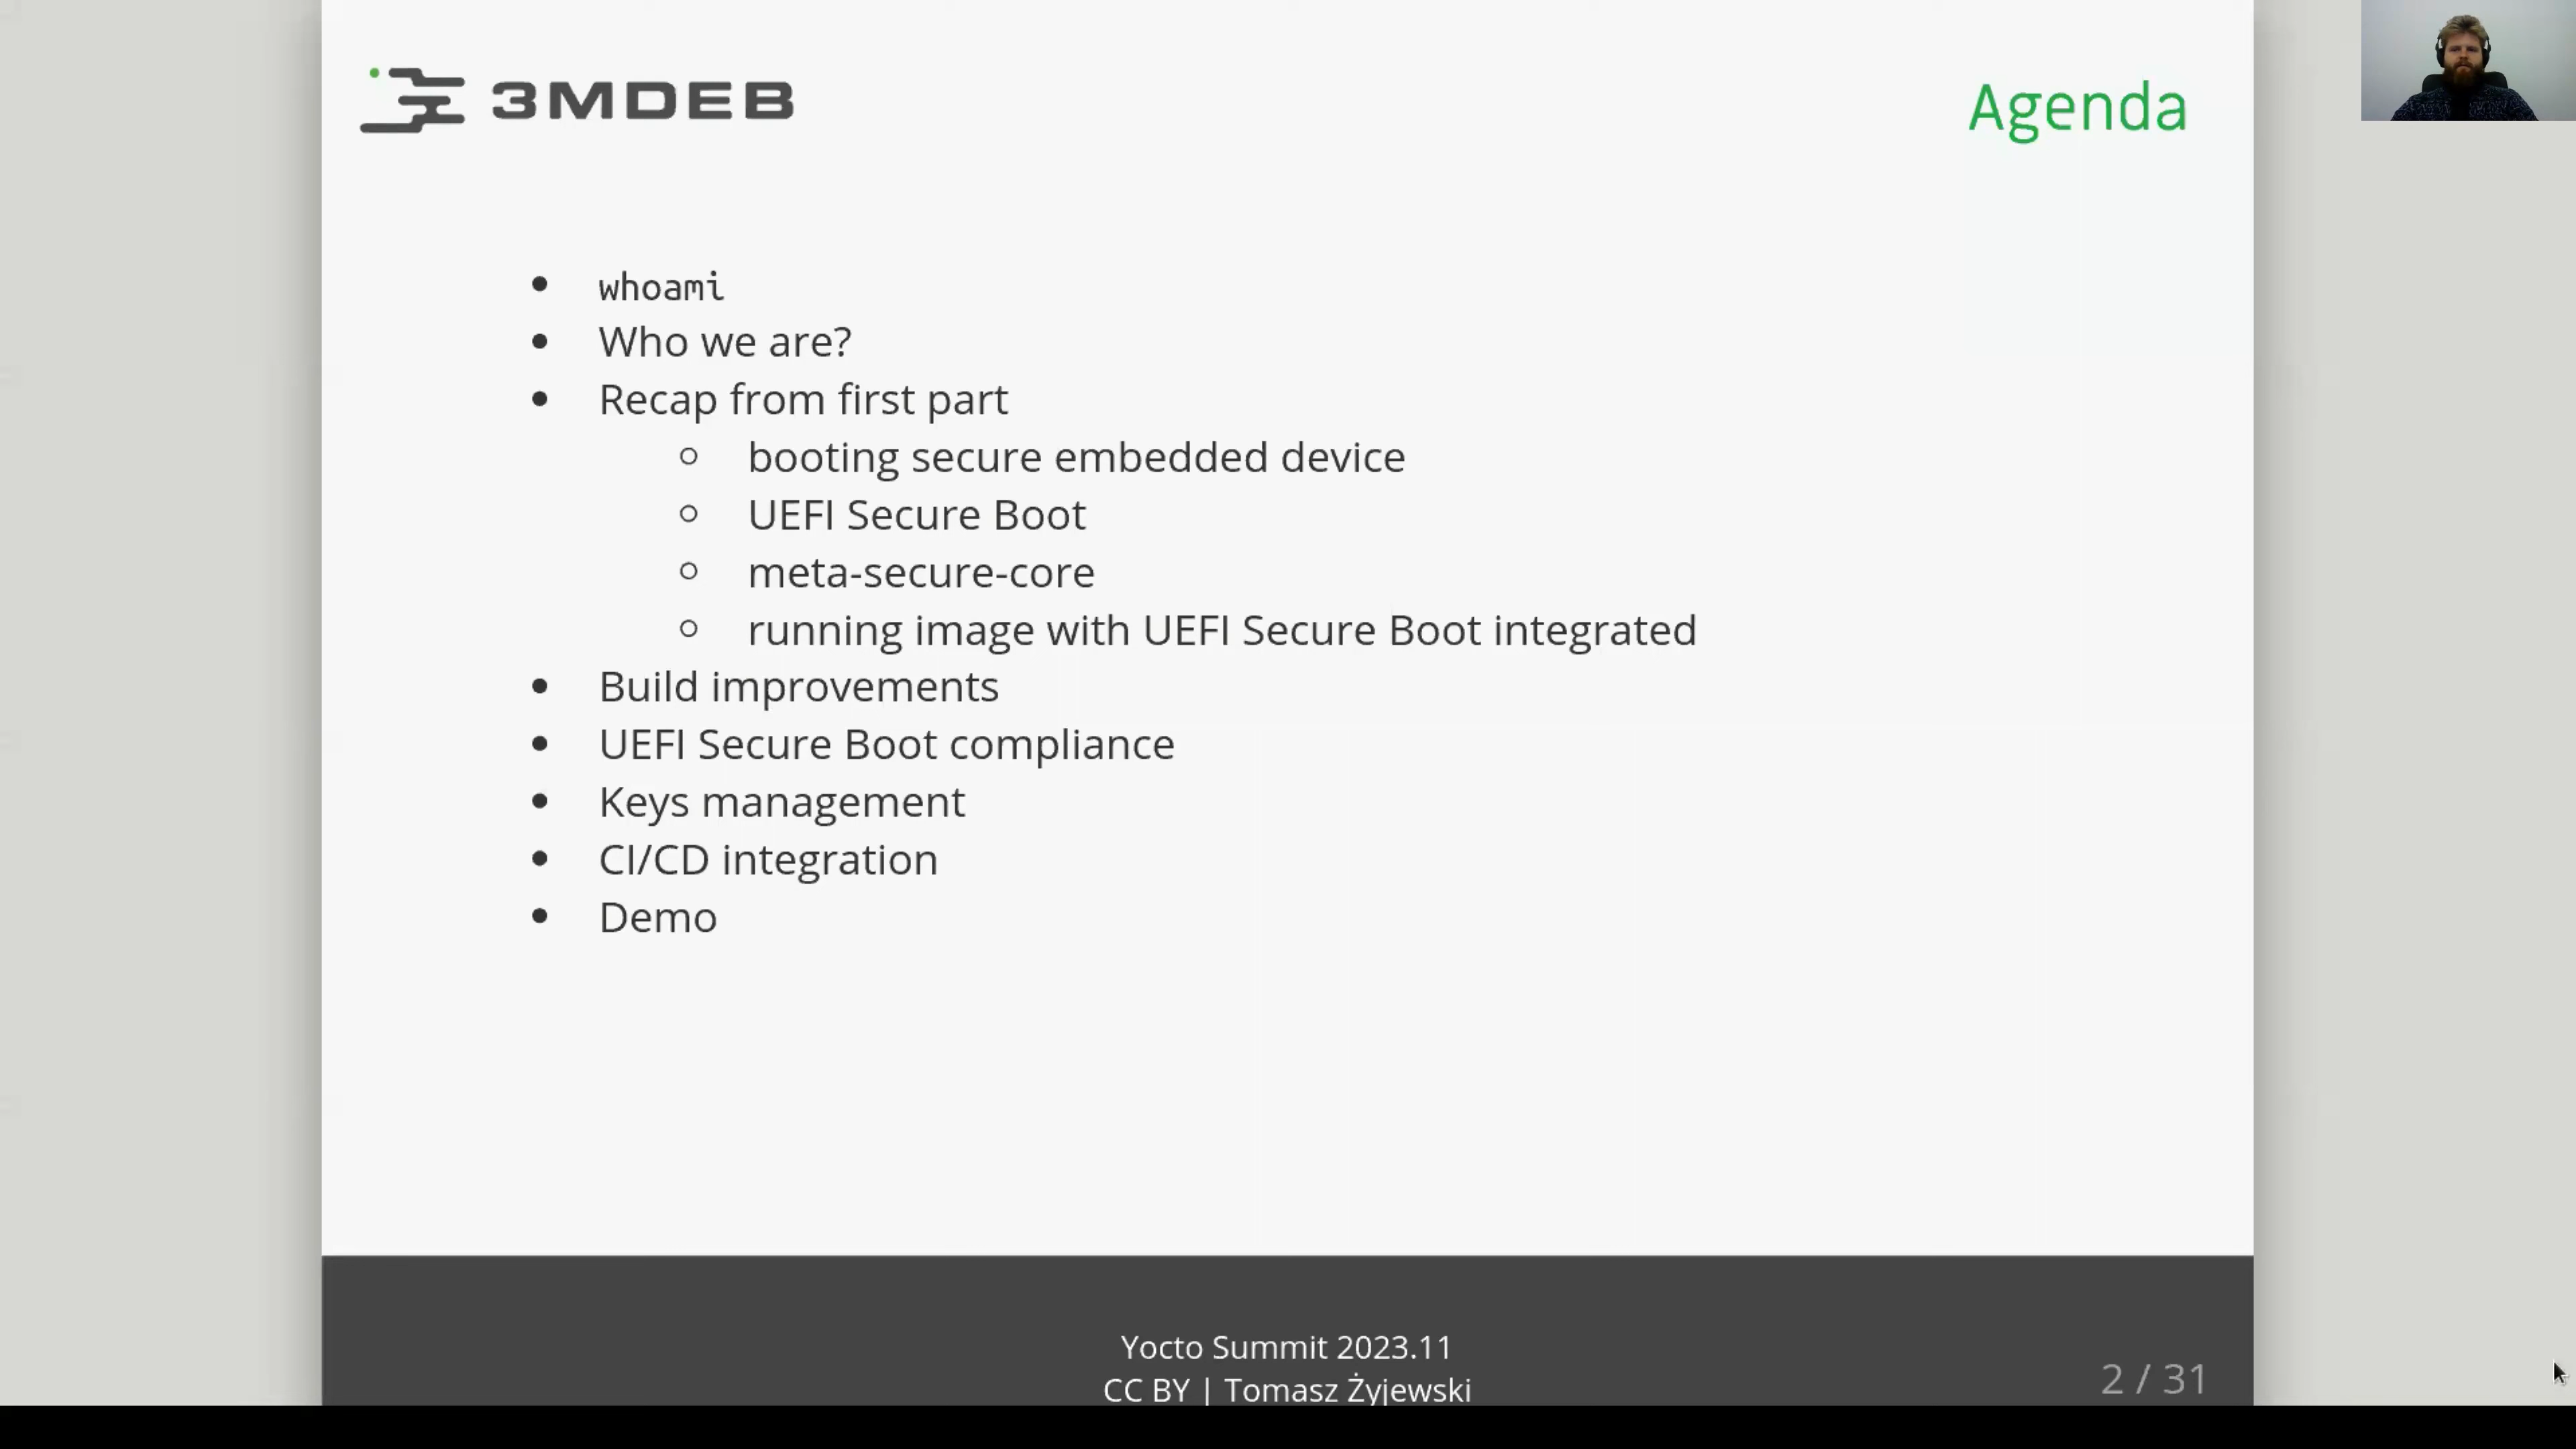 3MDEB
Agenda
whoami
Who we are?
Recap from first part
booting secure embedded device
UEFI Secure Boot
meta-secure-core
running image with UEFI Secure Boot integrated
Build improvements
UEFI Secure Boot compliance
Keys management
CI/CD integration
Demo
Yocto Summit 2023.11
CC BY | Tomasz Żyjewski
2 / 31